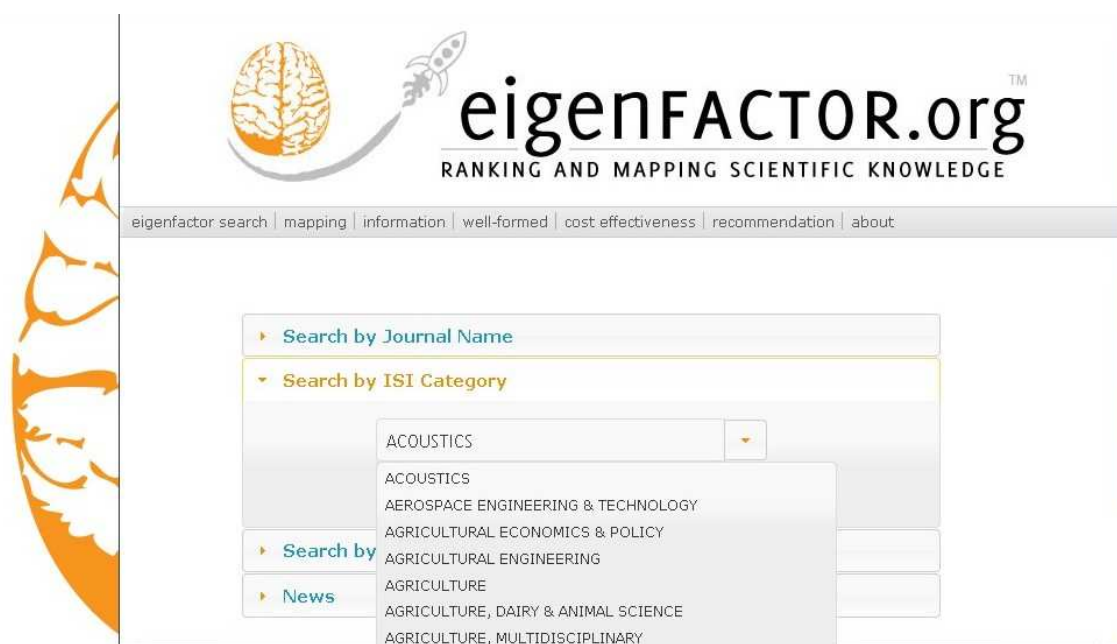 eigenFACTOR.org™
RANKING AND MAPPING SCIENTIFIC KNOWLEDGE
eigenfactor search | mapping | information | well-formed | cost effectiveness | recommendation | about
Search by Journal Name
Search by ISI Category
ACOUSTICS
ACOUSTICS
AEROSPACE ENGINEERING & TECHNOLOGY
AGRICULTURAL ECONOMICS & POLICY
Search by
AGRICULTURAL ENGINEERING
News
AGRICULTURE
AGRICULTURE, DAIRY & ANIMAL SCIENCE
AGRICULTURE, MULTIDISCIPLINARY